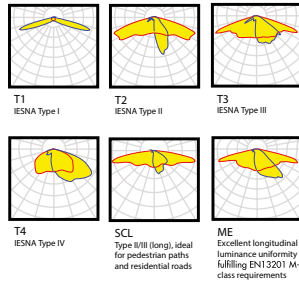 T1
IESNA Type I
T2
IESNA Type II
T3
IESNA Type III
T4
IESNA Type IV
SCL
Type II/III (long), ideal
for pedestrian paths
and residential roads
ME
Excellent longitudinal
luminance uniformity
fulfilling EN13201 M-
class requirements